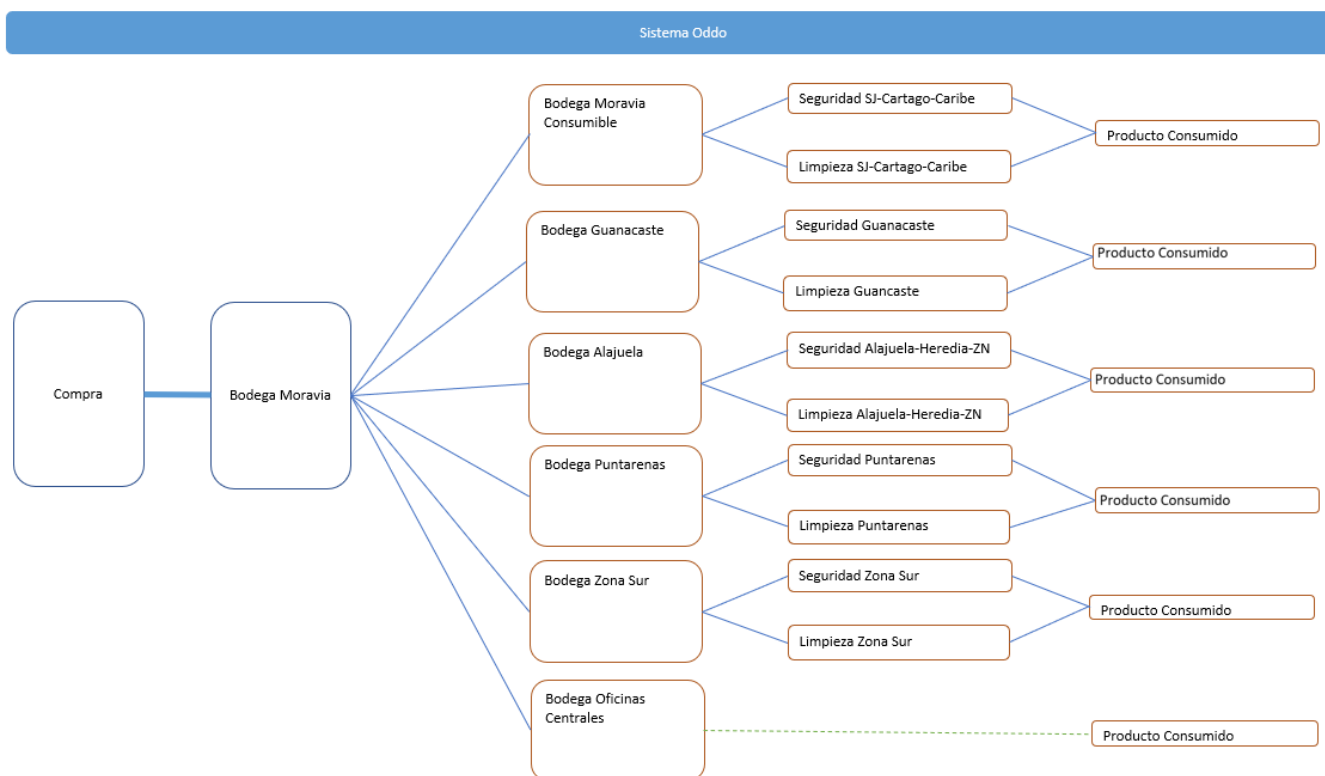 Sistema Oddo
Compra
Bodega Moravia
Bodega Moravia
Consumible
Seguridad SJ-Cartago-Caribe
Limpieza SJ-Cartago-Caribe
Producto Consumido
Bodega Guanacaste
Seguridad Guanacaste
Limpieza Guancaste
Producto Consumido
Bodega Alajuela
Seguridad Alajuela-Heredia-ZN
Limpieza Alajuela-Heredia-ZN
Producto Consumido
Bodega Puntarenas
Seguridad Puntarenas
Limpieza Puntarenas
Producto Consumido
Bodega Zona Sur
Seguridad Zona Sur
Limpieza Zona Sur
Producto Consumido
Bodega Oficinas
Centrales
Producto Consumido